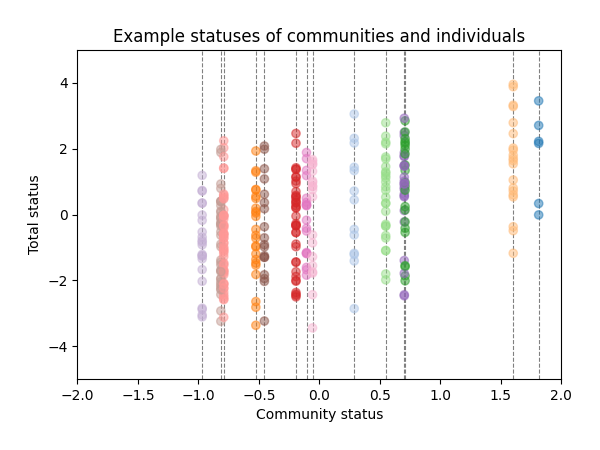 Example statuses of communities and individuals
Total status
4
2
0
−2
−4
−2.0 −1.5 −1.0 −0.5 0.0 0.5 1.0 1.5 2.0
Community status